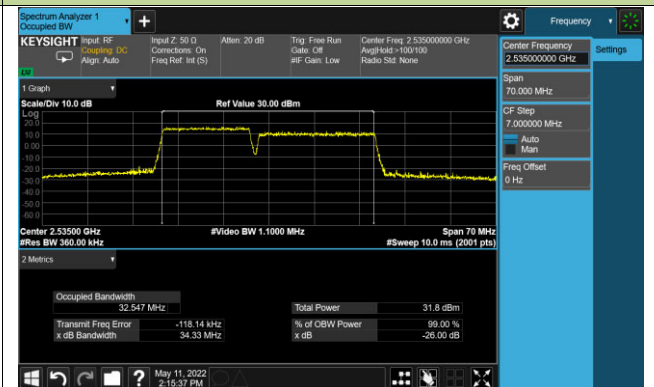 Spectrum Analyzer 1
Occupied BW
Frequency
KEYSIGHT
Input: RF
Coupling: DC
Align: Auto
Input Z: 50 Ω
Corrections: On
Freq Ref: Int (S)
Atten: 20 dB
Trig: Free Run
Gate: Off
#IF Gain: Low
Center Freq: 2.535000000 GHz
Avg|Hold:>100/100
Radio Std: None
Center Frequency
2.535000000 GHz
Settings
Span
70.000 MHz
CF Step
7.000000 MHz
Auto
Man
Freq Offset
0 Hz
1 Graph
Scale/Div 10.0 dB
Ref Value 30.00 dBm
Log
20.0
10.0
0.00
-10.0
-20.0
-30.0
-40.0
-50.0
-60.0
Center 2.53500 GHz
#Video BW 1.1000 MHz
Span 70 MHz
#Res BW 360.00 kHz
#Sweep 10.0 ms (2001 pts)
2 Metrics
Occupied Bandwidth
32.547 MHz
Total Power
31.8 dBm
Transmit Freq Error
-118.14 kHz
% of OBW Power
99.00 %
x dB Bandwidth
34.33 MHz
x dB
-26.00 dB
May 11, 2022
2:15:37 PM